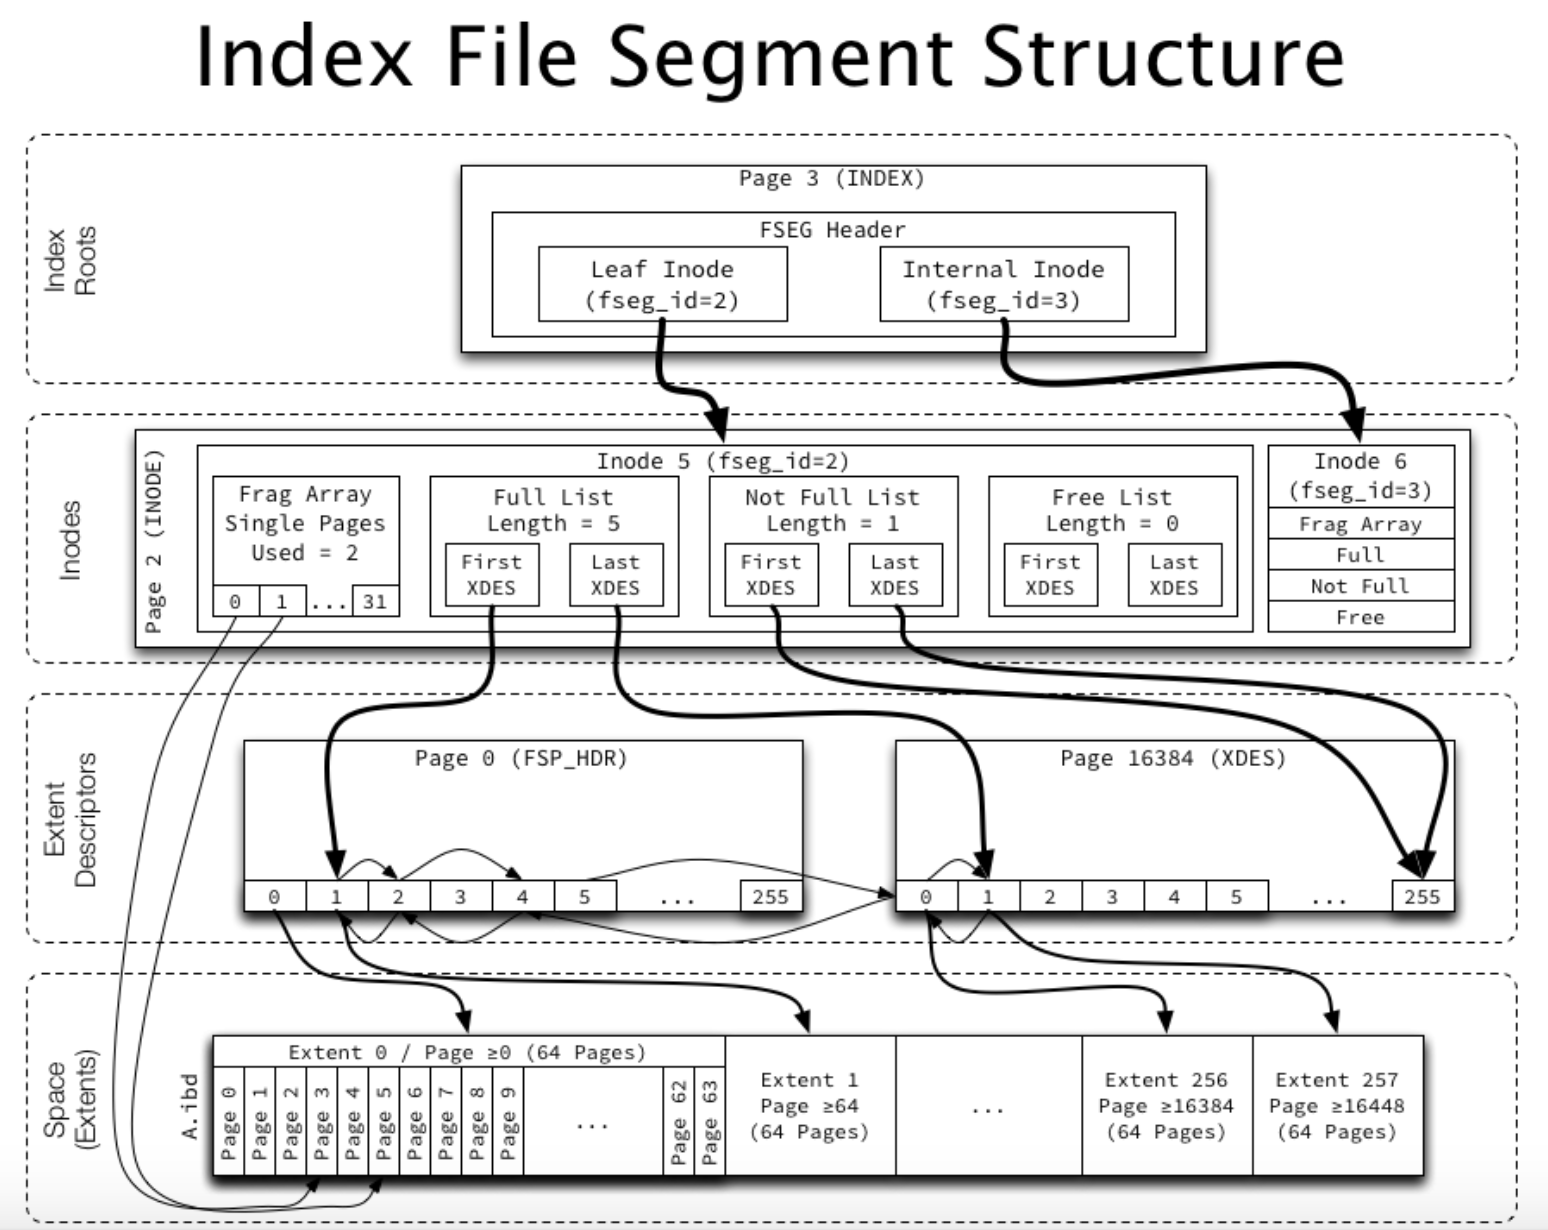 Index File Segment Structure
Index
Roots
Page 3 (INDEX)
FSEG Header
Leaf Inode
(fseg_id=2)
Internal Inode
(fseg_id=3)
Inodes
Page 2 (INODE)
Inode 5 (fseg_id=2)
Frag Array
Single Pages
Used = 2
0 1 ... 31
Full List
Length = 5
First
XDES
Last
XDES
Not Full List
Length = 1
First
XDES
Last
XDES
Free List
Length = 0
First
XDES
Last
XDES
Inode 6
(fseg_id=3)
Frag Array
Full
Not Full
Free
Extent
Descriptors
Page 0 (FSP_HDR)
0 1 2 3 4 5 ... 255
Page 16384 (XDES)
0 1 2 3 4 5 ... 255
Space
(Extents)
A.ibd
Extent 0 / Page ≥0 (64 Pages)
Page 0
Page 1
Page 2
Page 3
Page 4
Page 5
Page 6
Page 7
Page 8
Page 9
...
Page 62
Page 63
Extent 1
Page ≥64
(64 Pages)
...
Extent 256
Page ≥16384
(64 Pages)
Extent 257
Page ≥16448
(64 Pages)